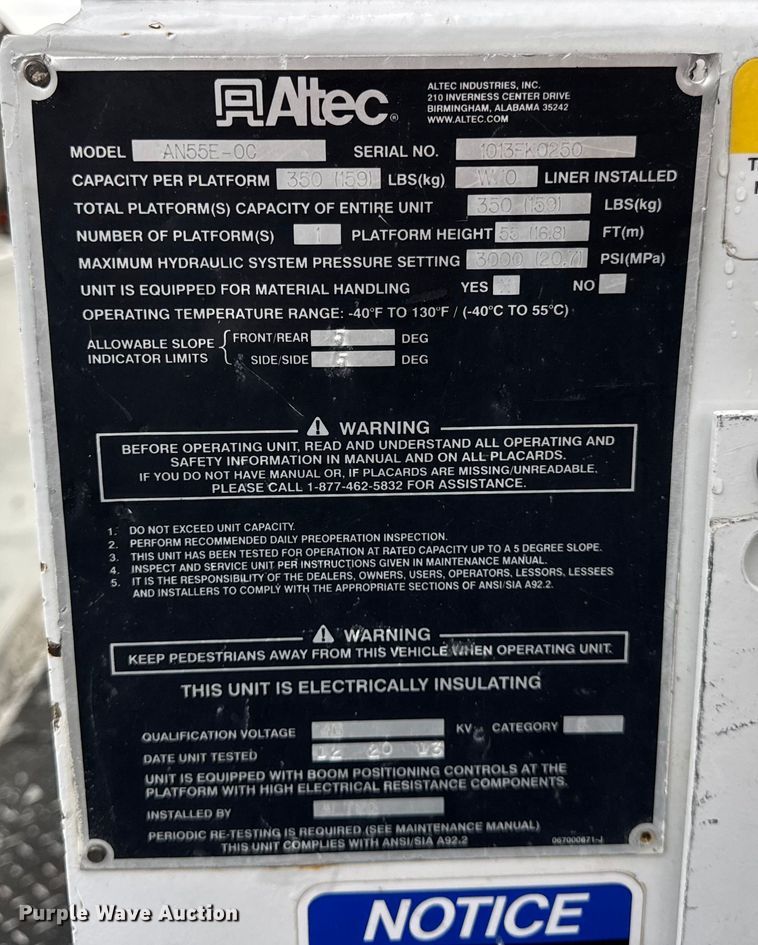 Altec
ALTEC INDUSTRIES, INC.
210 INVERNESS CENTER DRIVE
BIRMINGHAM, ALABAMA 35242
WWW.ALTEC.COM
MODEL AN55E-OC SERIAL NO. 1013FK0250
CAPACITY PER PLATFORM 350 (159) LBS(kg) W/O LINER INSTALLED
TOTAL PLATFORM(S) CAPACITY OF ENTIRE UNIT 350 (159) LBS(kg)
NUMBER OF PLATFORM(S) 1 PLATFORM HEIGHT 55 (16.8) FT(m)
MAXIMUM HYDRAULIC SYSTEM PRESSURE SETTING 3000 (20.7) PSI(MPa)
UNIT IS EQUIPPED FOR MATERIAL HANDLING YES X NO
OPERATING TEMPERATURE RANGE: -40°F TO 130°F / (-40°C TO 55°C)
ALLOWABLE SLOPE INDICATOR LIMITS
FRONT/REAR 5 DEG
SIDE/SIDE 5 DEG
WARNING
BEFORE OPERATING UNIT, READ AND UNDERSTAND ALL OPERATING AND
SAFETY INFORMATION IN MANUAL AND ON ALL PLACARDS.
IF YOU DO NOT HAVE MANUAL OR, IF PLACARDS ARE MISSING/UNREADABLE,
PLEASE CALL 1-877-462-5832 FOR ASSISTANCE.
1. DO NOT EXCEED UNIT CAPACITY.
2. PERFORM RECOMMENDED DAILY PREOPERATION INSPECTION.
3. THIS UNIT HAS BEEN TESTED FOR OPERATION AT RATED CAPACITY UP TO A 5 DEGREE SLOPE.
4. INSPECT AND SERVICE UNIT PER INSTRUCTIONS GIVEN IN MAINTENANCE MANUAL.
5. IT IS THE RESPONSIBILITY OF THE DEALERS, OWNERS, USERS, OPERATORS, LESSORS, LESSEES
AND INSTALLERS TO COMPLY WITH THE APPROPRIATE SECTIONS OF ANSI/SIA A92.2.
WARNING
KEEP PEDESTRIANS AWAY FROM THIS VEHICLE WHEN OPERATING UNIT.
THIS UNIT IS ELECTRICALLY INSULATING
QUALIFICATION VOLTAGE KV CATEGORY
DATE UNIT TESTED 12 20 13
UNIT IS EQUIPPED WITH BOOM POSITIONING CONTROLS AT THE
PLATFORM WITH HIGH ELECTRICAL RESISTANCE COMPONENTS.
INSTALLED BY
PERIODIC RE-TESTING IS REQUIRED (SEE MAINTENANCE MANUAL)
THIS UNIT COMPLIES WITH ANSI/SIA A92.2
067000871-J
NOTICE
Purple Wave Auction